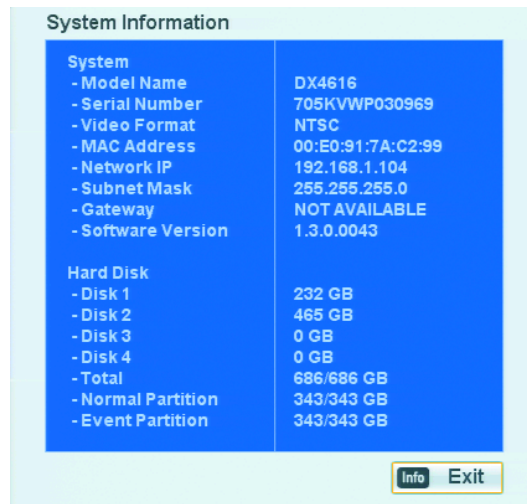 System Information
System
- Model Name DX4616
- Serial Number 705KVWP030969
- Video Format NTSC
- MAC Address 00:E0:91:7A:C2:99
- Network IP 192.168.1.104
- Subnet Mask 255.255.255.0
- Gateway NOT AVAILABLE
- Software Version 1.3.0.0043
Hard Disk
- Disk 1 232 GB
- Disk 2 465 GB
- Disk 3 0 GB
- Disk 4 0 GB
- Total 686/686 GB
- Normal Partition 343/343 GB
- Event Partition 343/343 GB
Info Exit